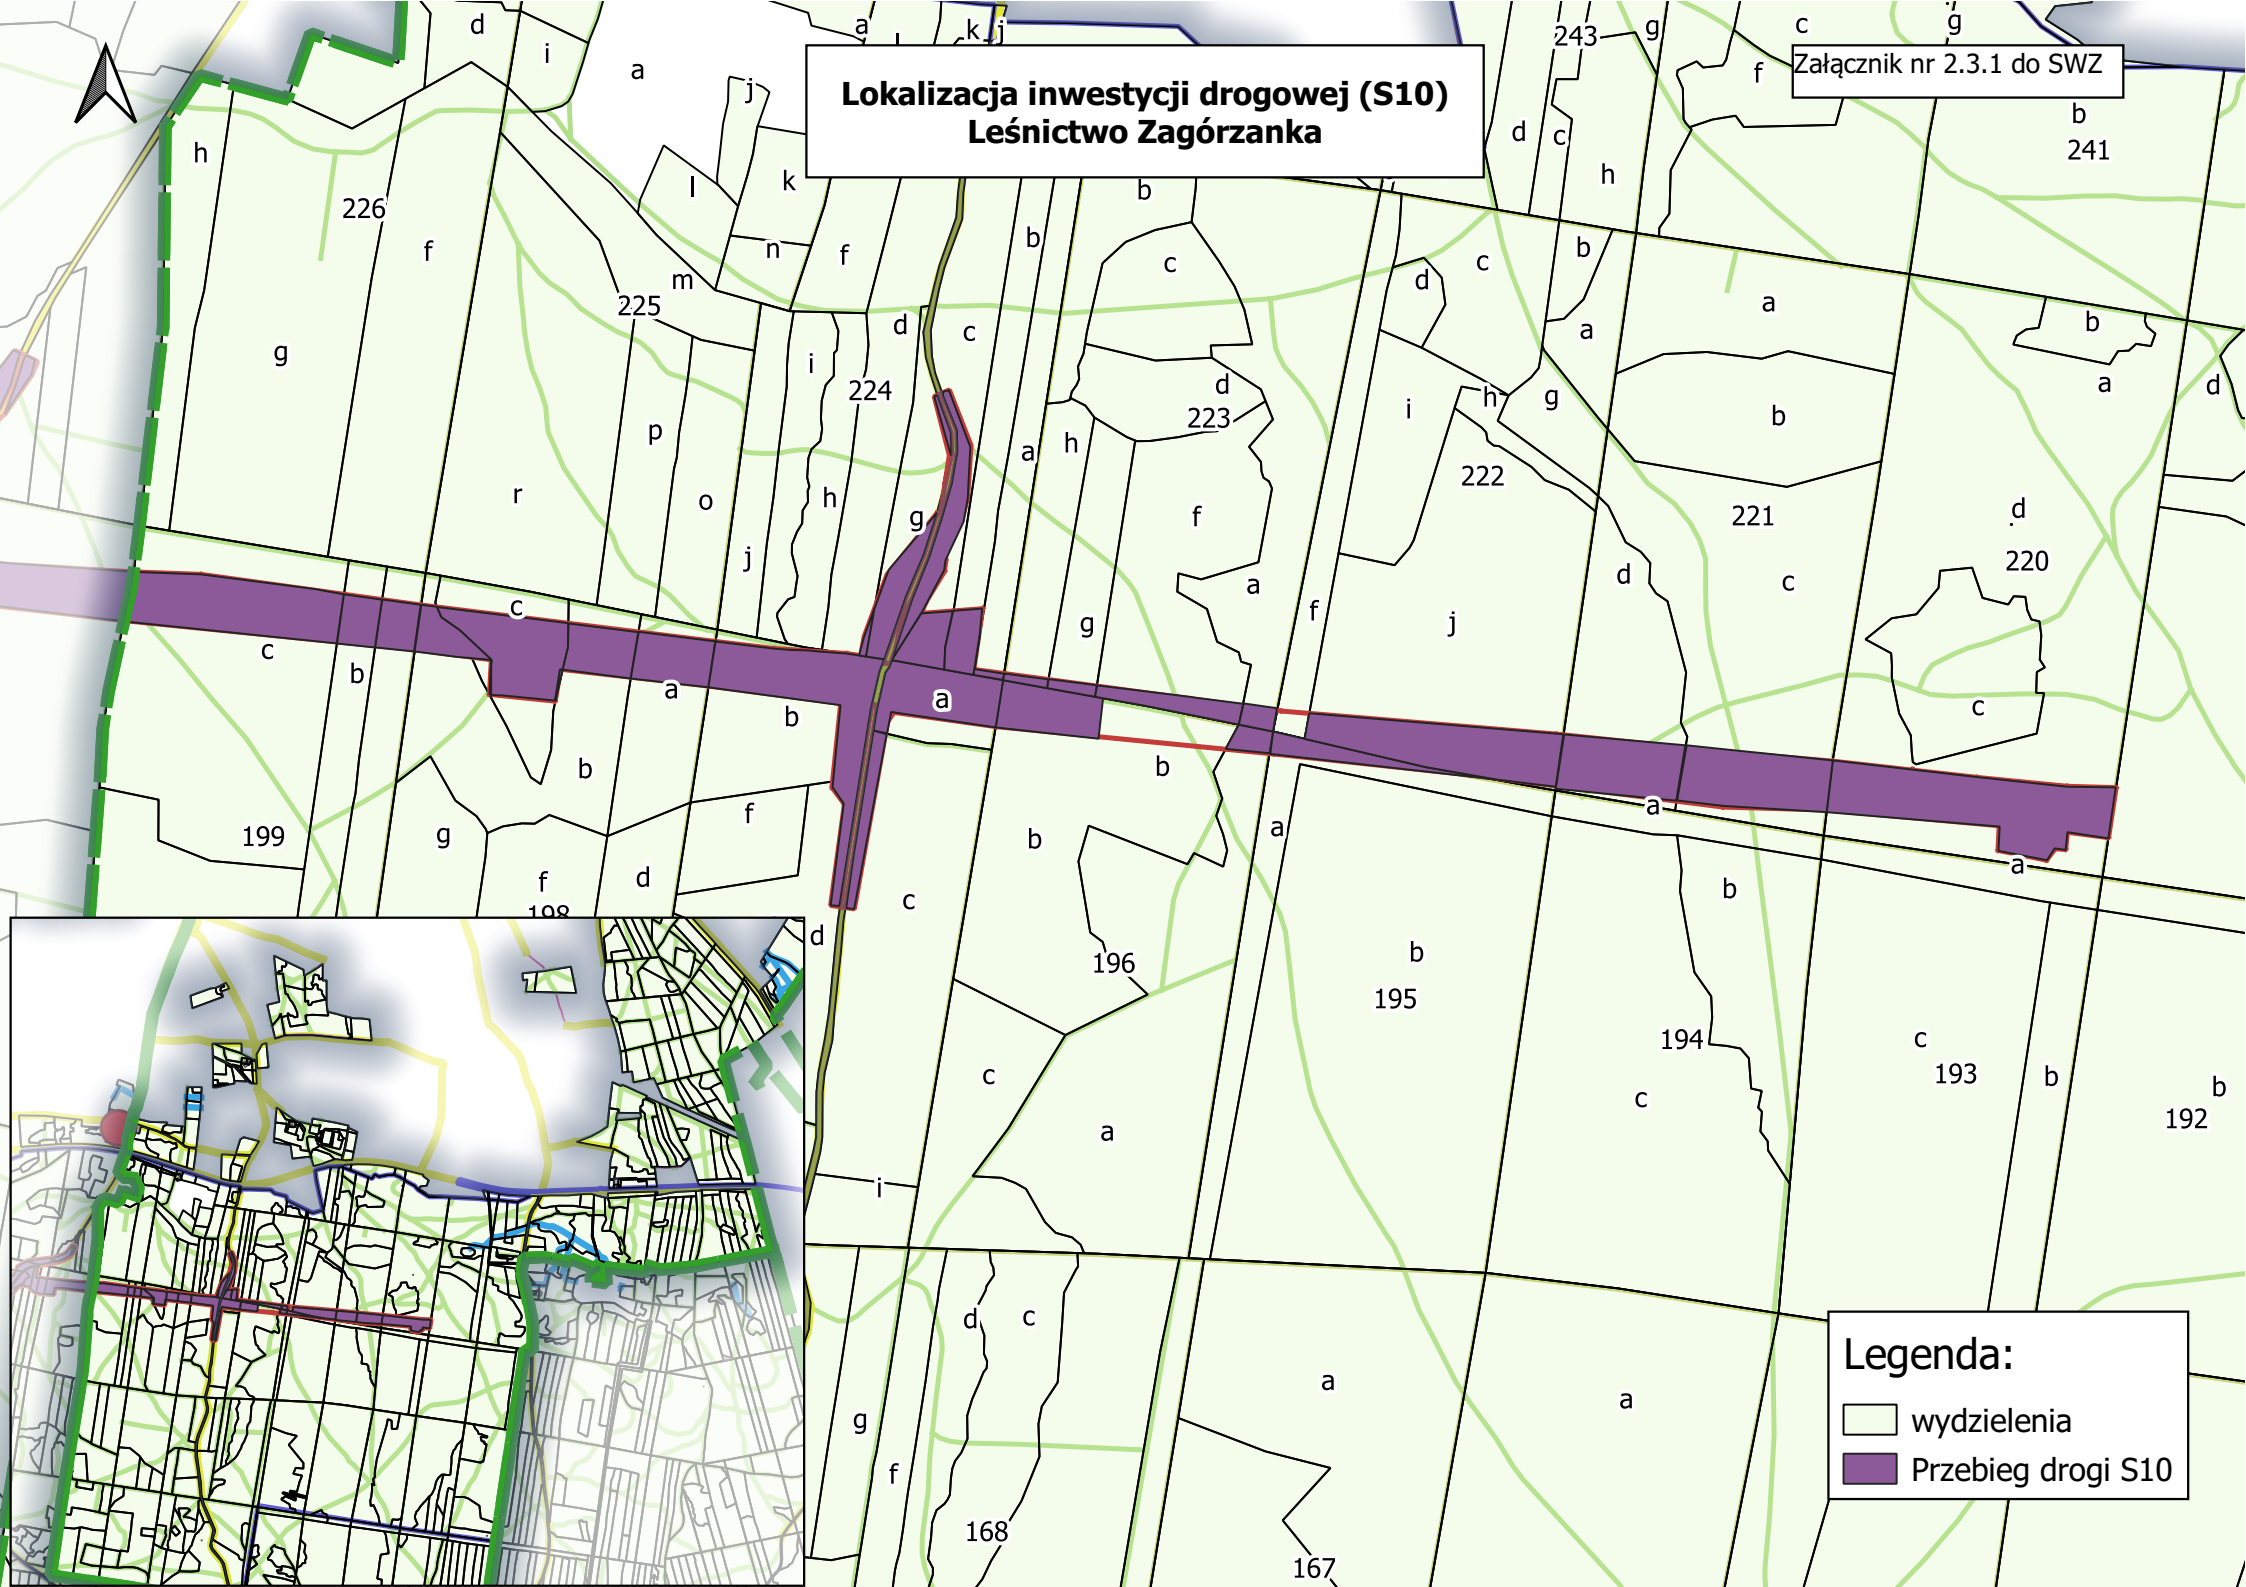 Lokalizacja inwestycji drogowej (S10)
Leśnictwo Zagórzanka
Załącznik nr 2.3.1 do SWZ
d
i
a
a
k
j
243
g
c
g
f
j
h
l
k
d
c
h
b
241
226
f
m
n
f
b
b
c
225
d
c
b
a
d
c
g
i
224
d
c
a
b
a
d
b
223
d
i
h
g
222
p
o
r
h
g
j
a
h
f
221
c
d
220
a
g
f
j
d
c
c
c
b
a
b
a
b
199
g
b
f
d
f
198
d
c
b
b
a
a
b
a
196
b
195
194
c
c
193
b
b
192
c
a
i
d
c
g
f
168
a
167
a
Legenda:
wydzielenia
Przebieg drogi S10